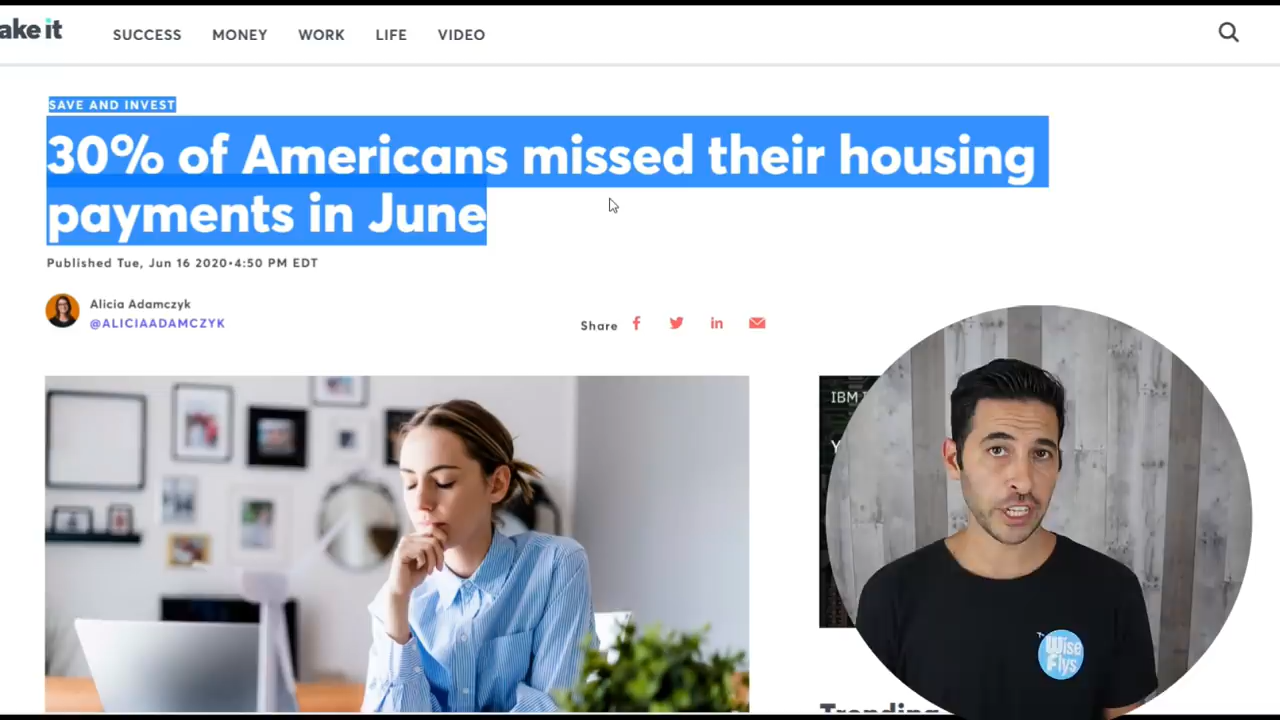 ake it
SUCCESS MONEY WORK LIFE VIDEO
SAVE AND INVEST
30% of Americans missed their housing
payments in June
Published Tue, Jun 16 2020•4:50 PM EDT
Alicia Adamczyk
@ALICIAADAMCZYK
Share
IBM
Y
Wise
Flys
Trending